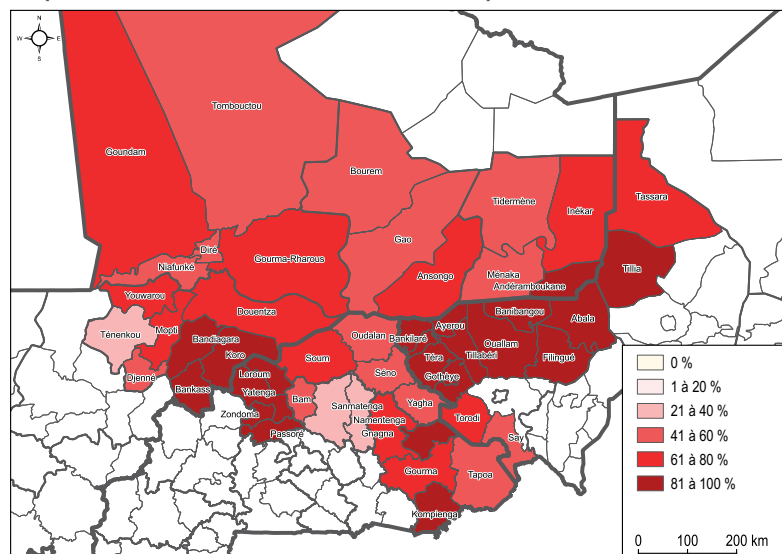 N
W E
S
Tombouctou
Goundam
Bourem
Tidermène
Inékar
Tassara
Diré
Gao
Niafunké
Gourma-Rharous
Ansongo
Ménaka
Tillia
Andéramboukane
Youwarou
Douentza
Banibangou
Abala
Ténenkou
Mopti
Bandiagara
Oudalan
Bankilaré
Ayerou
Ouallam
Koro
Soum
Téra
Tillabéri
Filingué
Djenné
Loroum
Séno
Gothèye
Bankass
Yatenga
Bam
Sanmatenga
Yagha
Zondoma
Namentenga
Torodi
Passoré
Gnagna
Say
Gourma
Tapoa
Kompienga
0 %
1 à 20 %
21 à 40 %
41 à 60 %
61 à 80 %
81 à 100 %
0 100 200 km